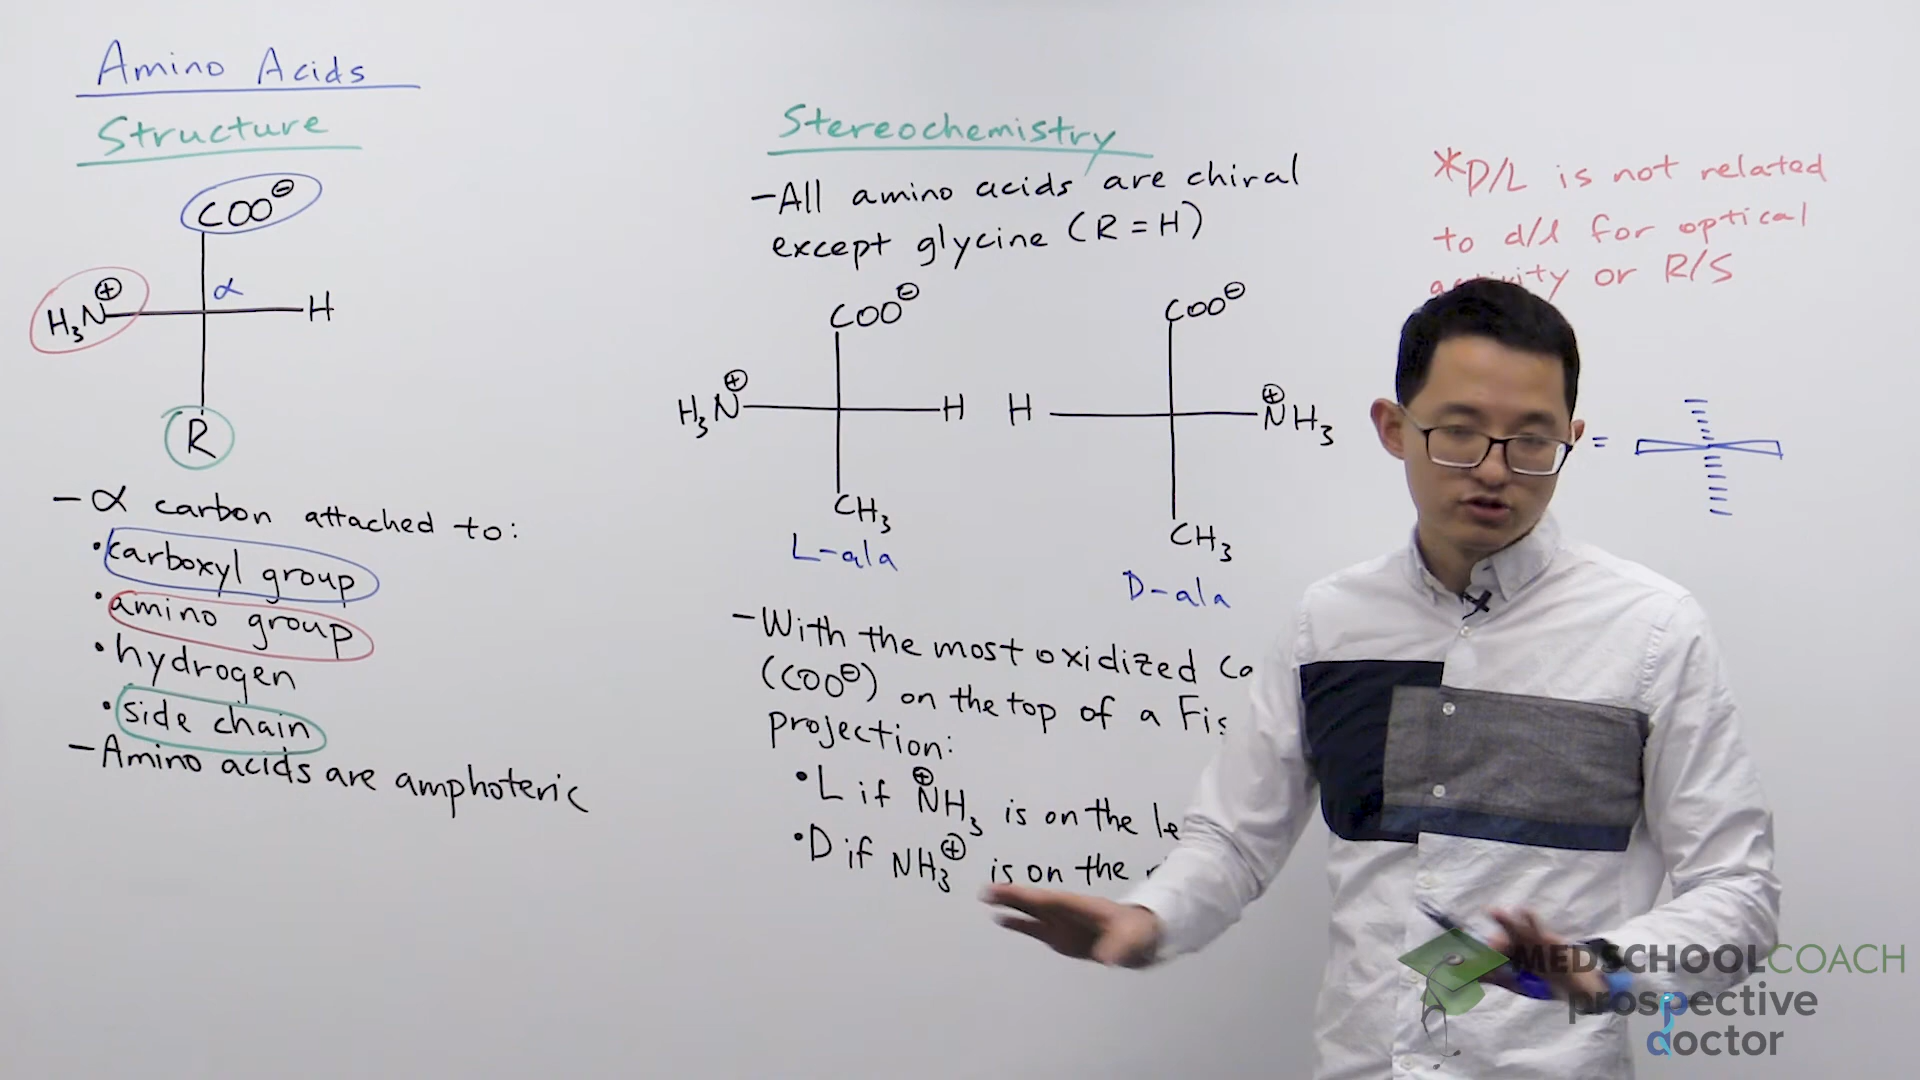 Amino Acids
Structure
COO⊖
α
H₃N⊕ H
R
- α carbon attached to:
• carboxyl group
• amino group
• hydrogen
• side chain
- Amino acids are amphoteric
Stereochemistry
- All amino acids are chiral
except glycine (R = H)
COO⊖
H₃N⊕ H
CH₃
L-ala
COO⊖
H ⊕NH₃
CH₃
D-ala
- With the most oxidized
(COO⊖) on the top of a
projection:
• L if ⊕NH₃ is on the
• D if NH₃⊕ is on the
*D/L is not related
to d/l for optical
or R/S
=
MEDSCHOOLCOACH
prospective
doctor